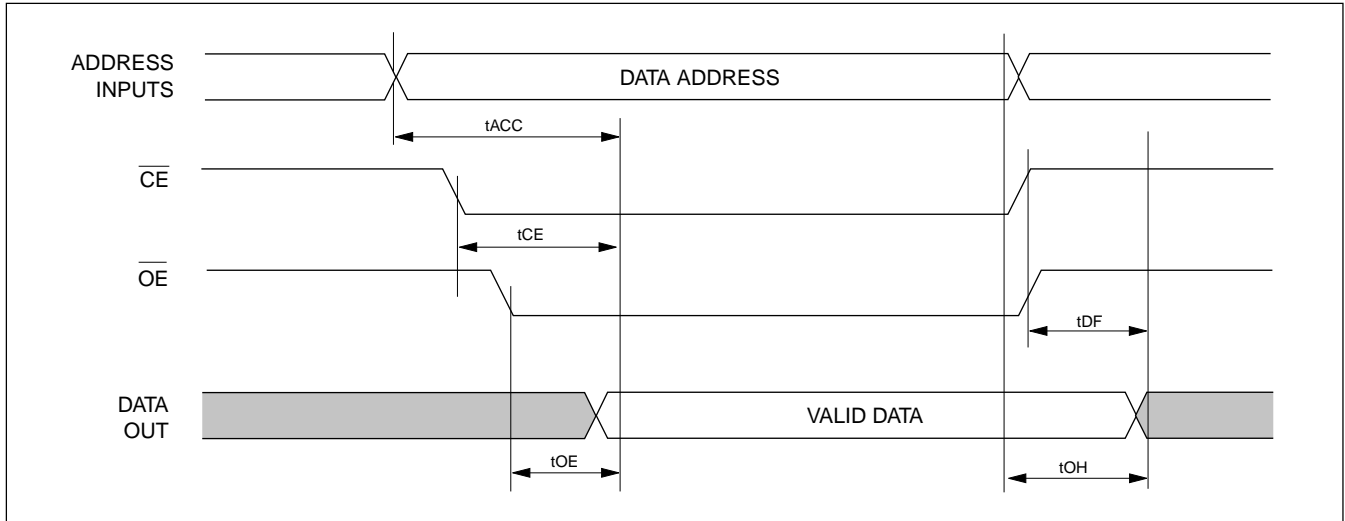 ADDRESS
INPUTS
DATA ADDRESS
tACC
CE
tCE
OE
tDF
DATA
OUT
VALID DATA
tOE
tOH